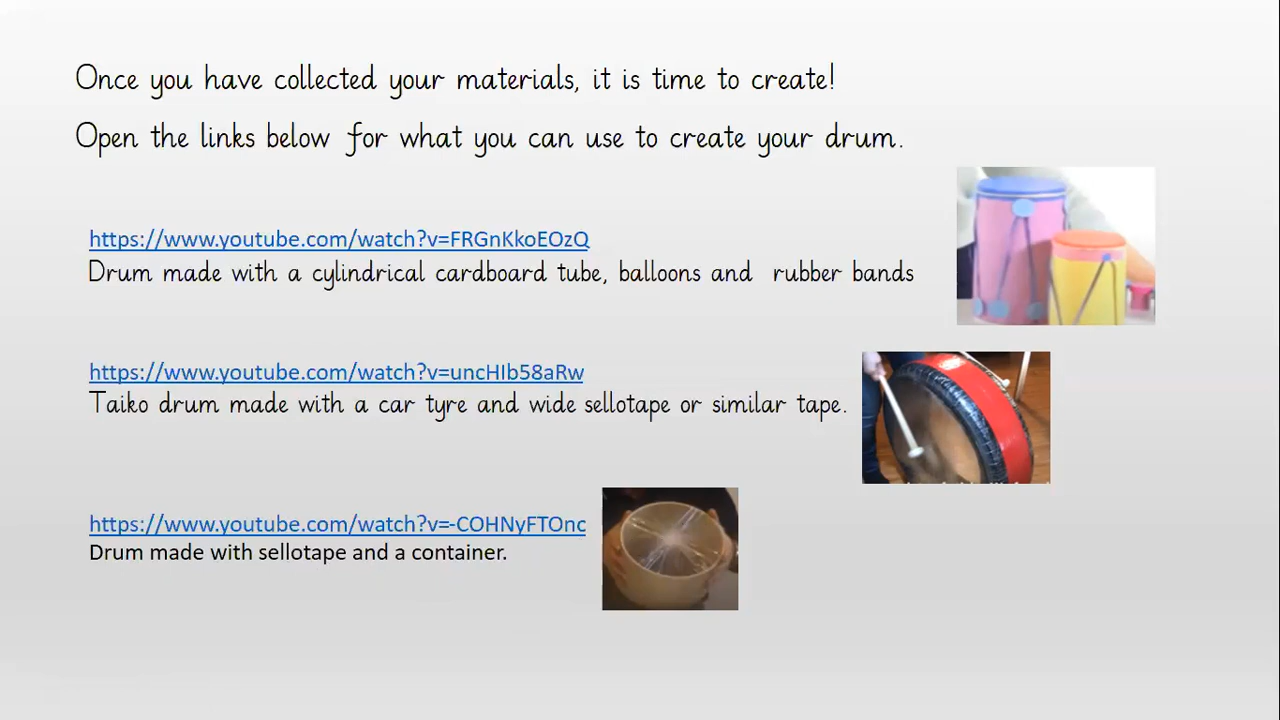 Once you have collected your materials, it is time to create!
Open the links below for what you can use to create your drum.
https://www.youtube.com/watch?v=FRGnKkoEOzQ
Drum made with a cylindrical cardboard tube, balloons and rubber bands
https://www.youtube.com/watch?v=uncHIb58aRw
Taiko drum made with a car tyre and wide sellotape or similar tape.
https://www.youtube.com/watch?v=-COHNyFTOnc
Drum made with sellotape and a container.